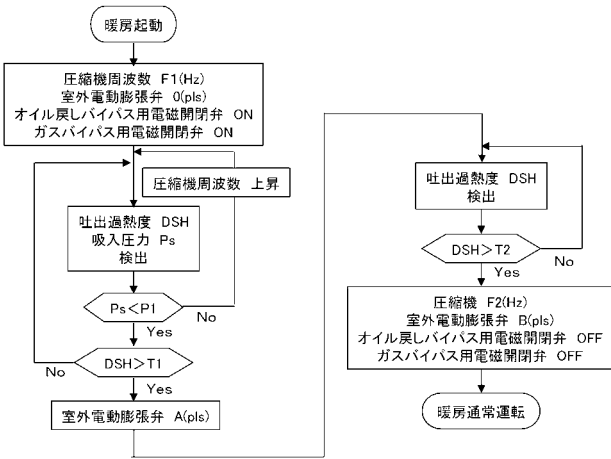 暖房起動
圧縮機周波数 F1(Hz)
室外電動膨張弁 0(pls)
オイル戻しバイパス用電磁開閉弁 ON
ガスバイパス用電磁開閉弁 ON
圧縮機周波数 上昇
吐出過熱度 DSH
吸入圧力 Ps
検出
Ps<P1
No
Yes
DSH>T1
No
Yes
室外電動膨張弁 A(pls)
吐出過熱度 DSH
検出
DSH>T2
No
Yes
圧縮機 F2(Hz)
室外電動膨張弁 B(pls)
オイル戻しバイパス用電磁開閉弁 OFF
ガスバイパス用電磁開閉弁 OFF
暖房通常運転